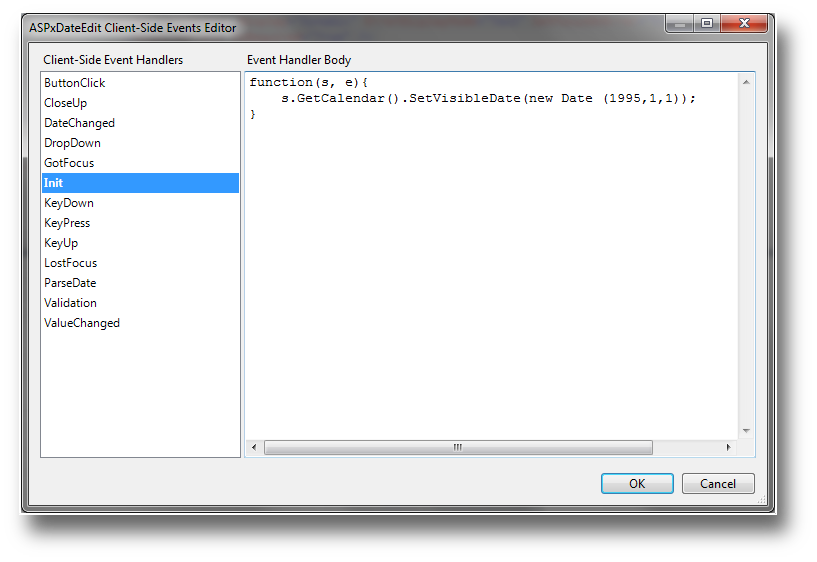 ASPxDateEdit Client-Side Events Editor
Client-Side Event Handlers
Event Handler Body
ButtonClick
CloseUp
DateChanged
DropDown
GotFocus
Init
KeyDown
KeyPress
KeyUp
LostFocus
ParseDate
Validation
ValueChanged
function(s, e){
    s.GetCalendar().SetVisibleDate(new Date (1995,1,1));
}
OK
Cancel